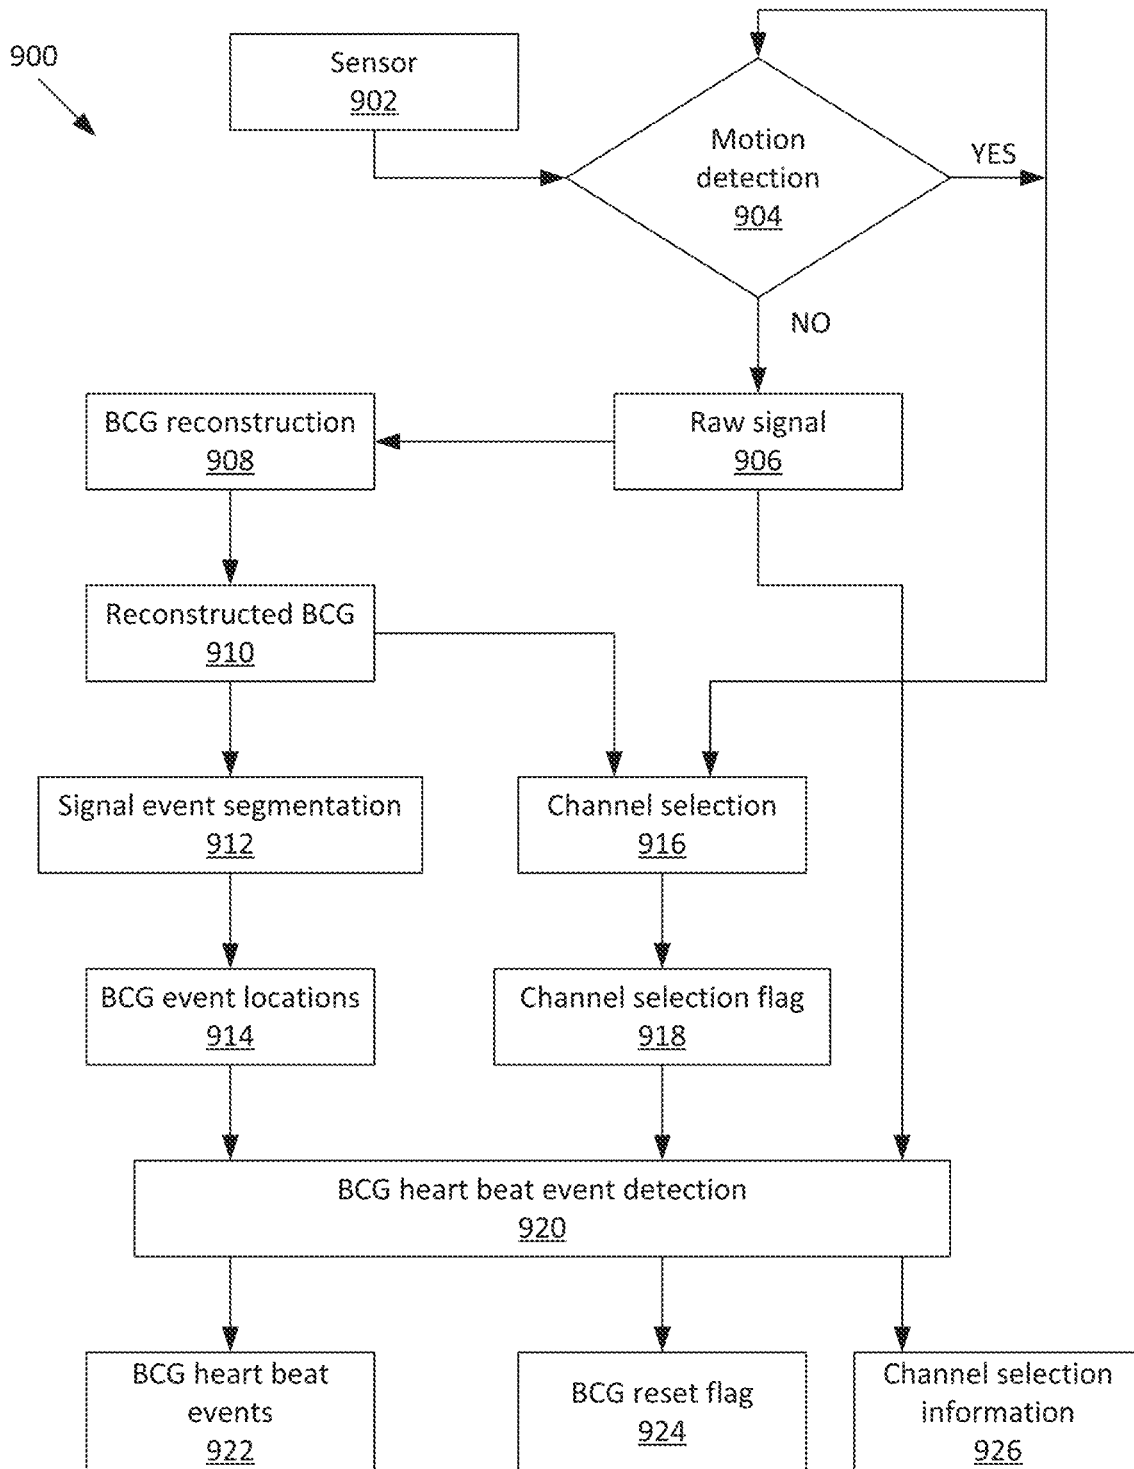 900
Sensor
902
Motion
detection
904
YES
NO
BCG reconstruction
908
Raw signal
906
Reconstructed BCG
910
Signal event segmentation
912
Channel selection
916
BCG event locations
914
Channel selection flag
918
BCG heart beat event detection
920
BCG heart beat
events
922
BCG reset flag
924
Channel selection
information
926